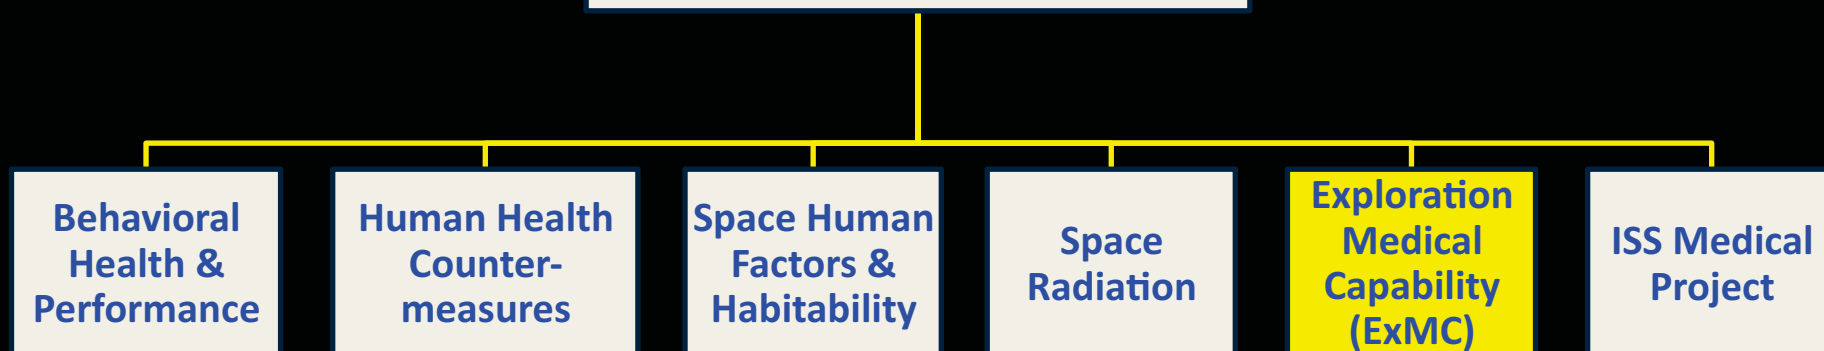 Behavioral
Health &
Performance
Human Health
Counter-
measures
Space Human
Factors &
Habitability
Space
Radiation
Exploration
Medical
Capability
(ExMC)
ISS Medical
Project